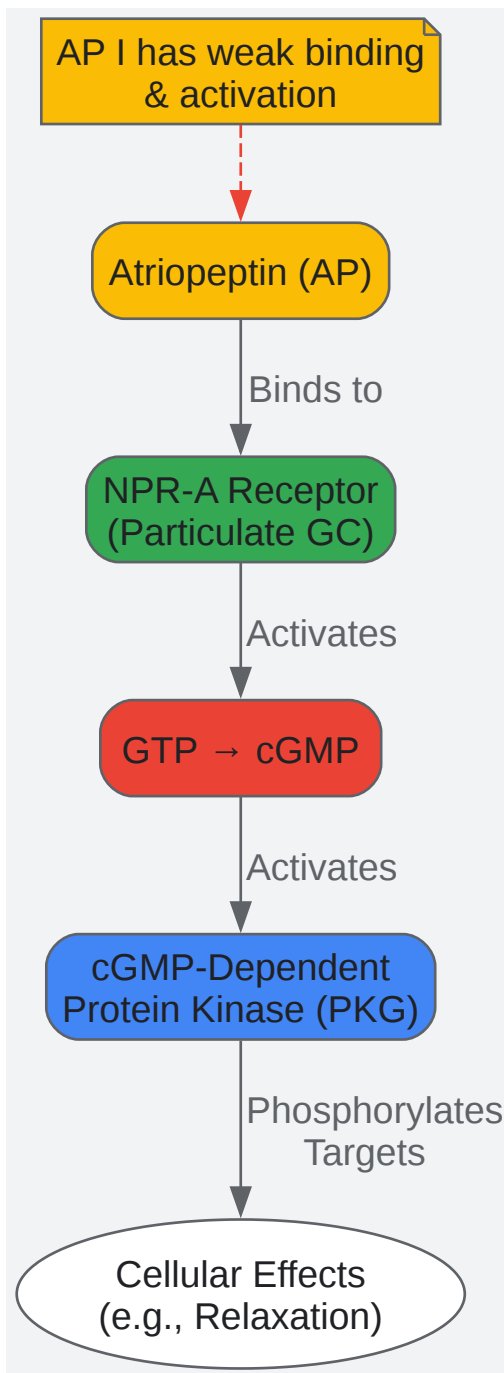 AP I has weak binding
& activation
Atriopeptin (AP)
Binds to
NPR-A Receptor
(Particulate GC)
Activates
GTP → cGMP
Activates
cGMP-Dependent
Protein Kinase (PKG)
Phosphorylates
Targets
Cellular Effects
(e.g., Relaxation)